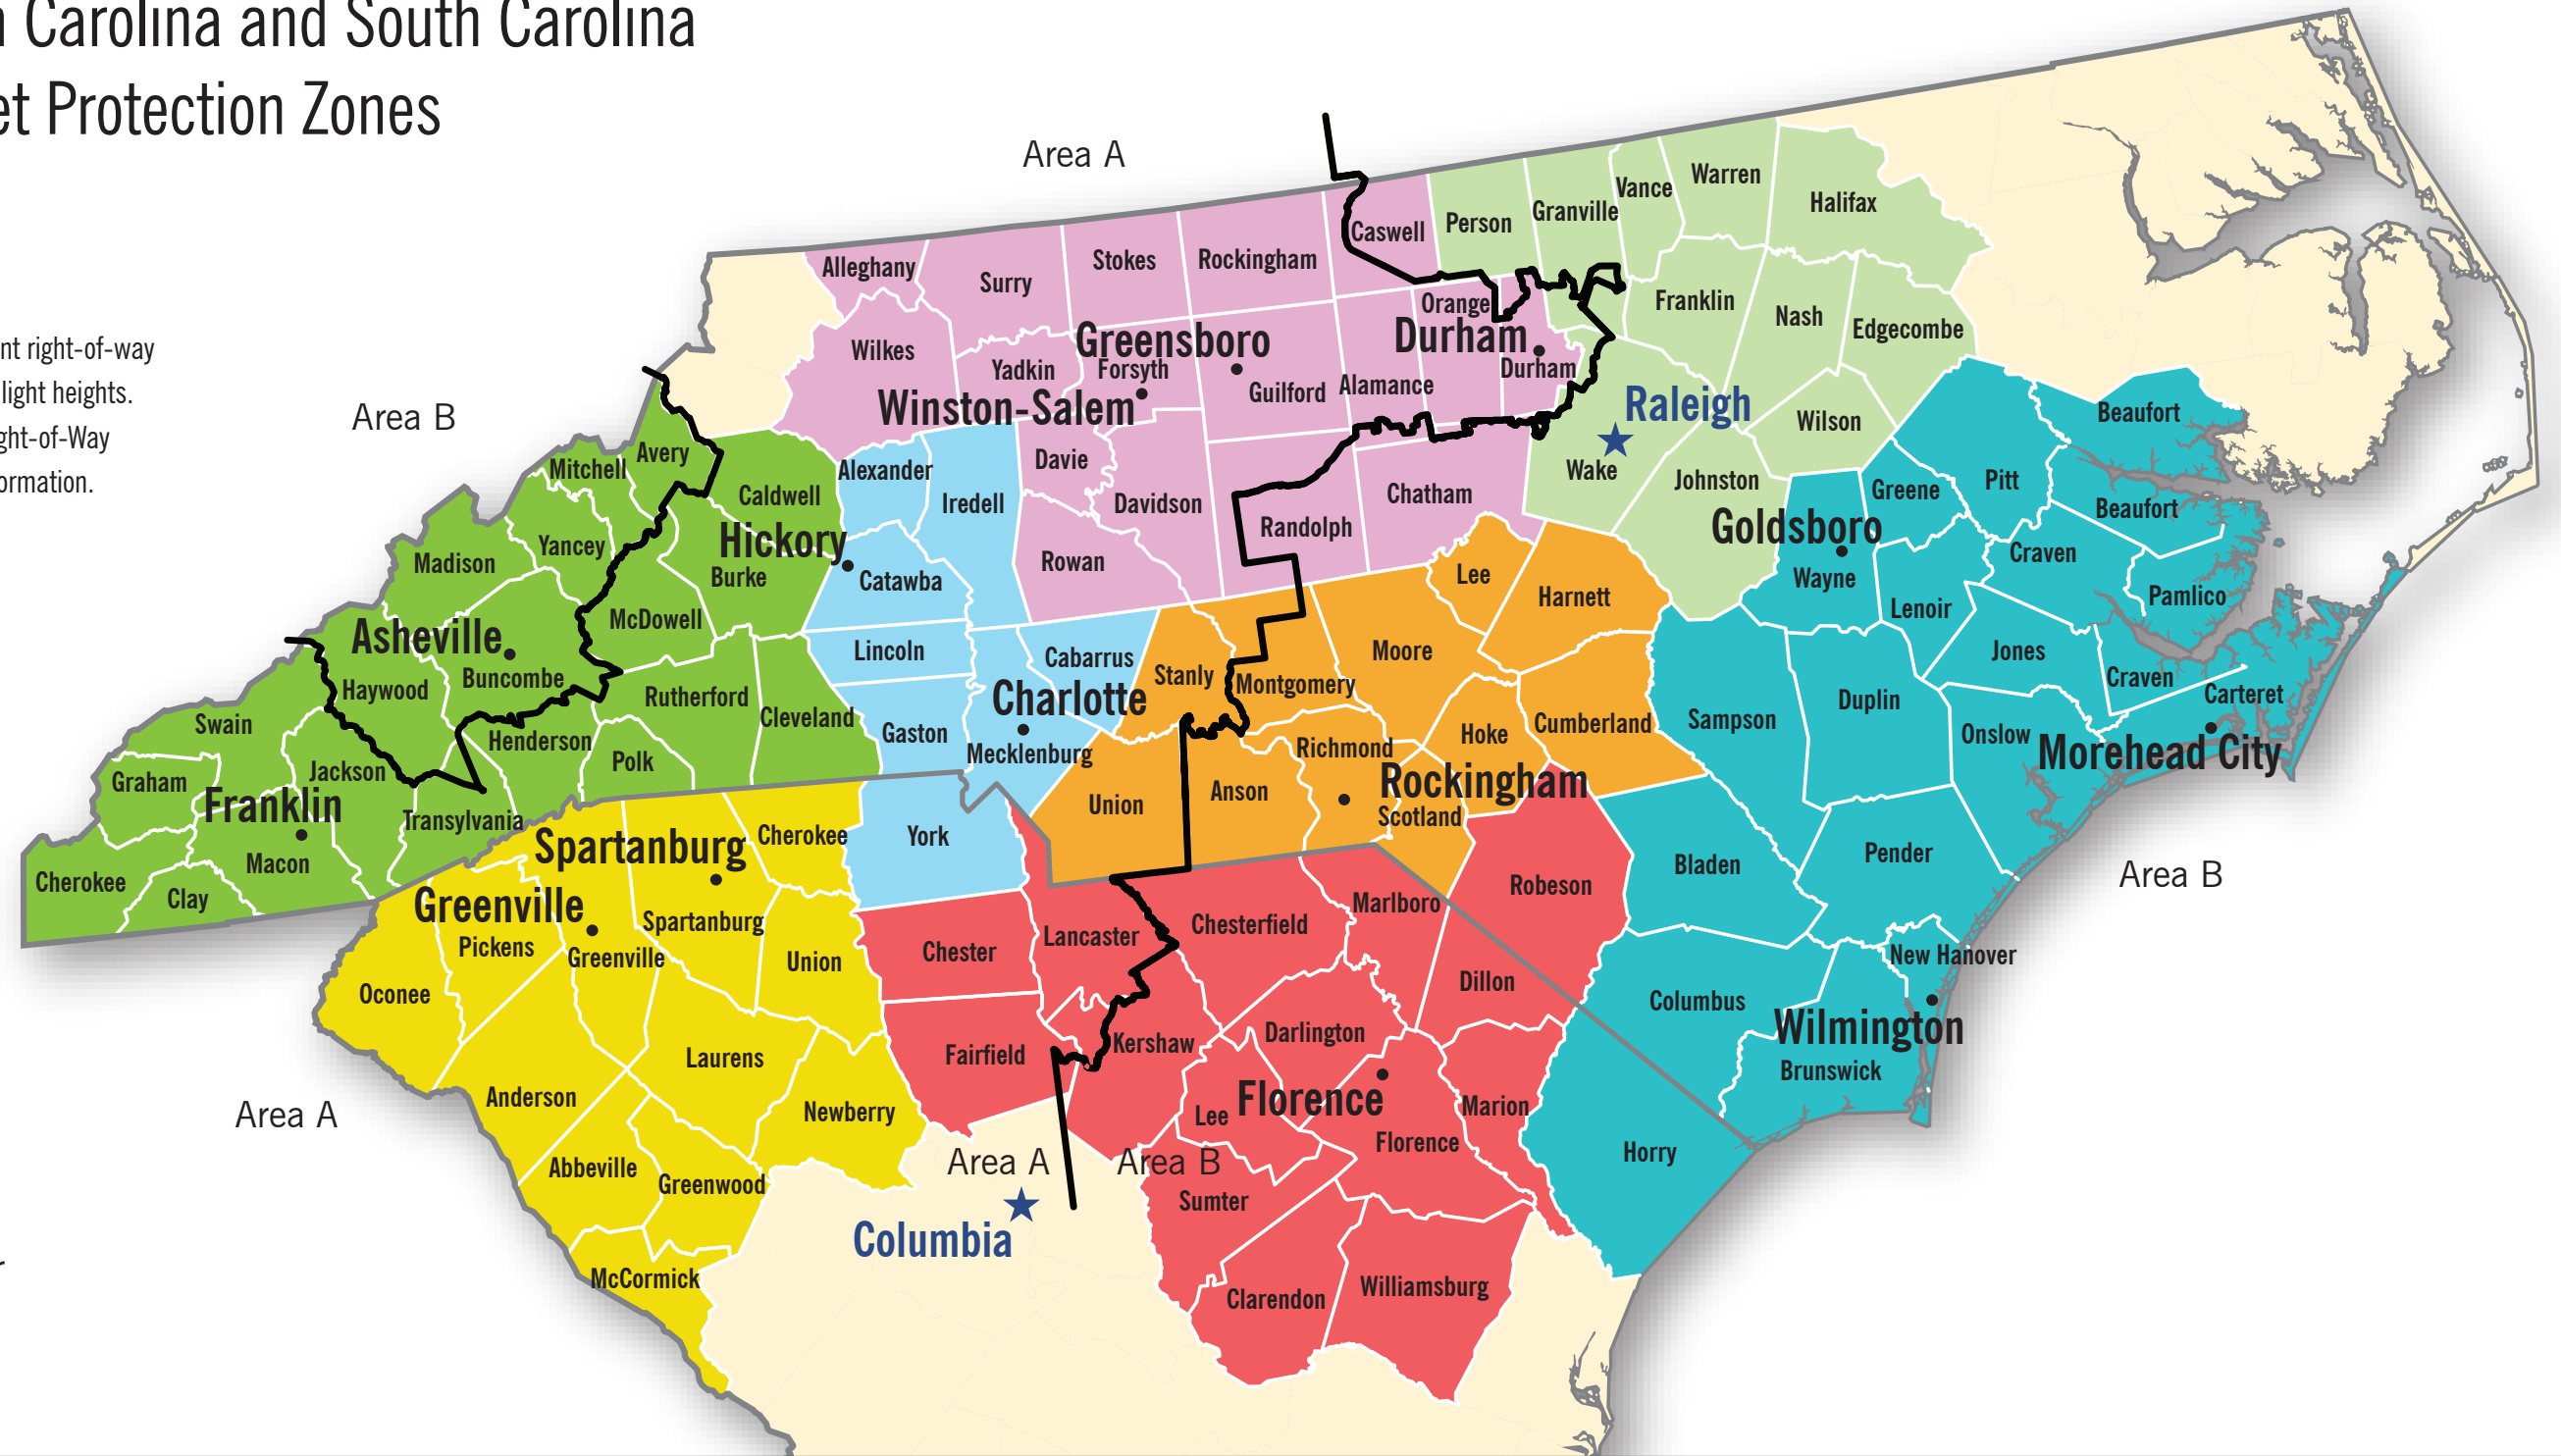 Carolina and South Carolina
et Protection Zones
nt right-of-way
light heights.
ght-of-Way
ormation.
Area A
Area B
Area B
Area A
Area A
Area B
Alleghany
Surry
Stokes
Rockingham
Caswell
Person
Granville
Vance
Warren
Halifax
Wilkes
Yadkin
Greensboro
Forsyth
Guilford
Alamance
Orange
Durham
Durham
Franklin
Nash
Edgecombe
Winston-Salem
Raleigh
Wake
Wilson
Johnston
Beaufort
Beaufort
Mitchell
Avery
Caldwell
Alexander
Iredell
Davie
Davidson
Randolph
Chatham
Goldsboro
Wayne
Greene
Pitt
Craven
Pamlico
Madison
Yancey
Hickory
Burke
Catawba
Rowan
Lee
Harnett
Lenoir
Jones
Craven
Carteret
Asheville
Buncombe
Haywood
McDowell
Lincoln
Cabarrus
Stanly
Montgomery
Moore
Swain
Rutherford
Cleveland
Gaston
Charlotte
Mecklenburg
Richmond
Hoke
Cumberland
Sampson
Duplin
Onslow
Morehead City
Graham
Jackson
Henderson
Polk
Franklin
Transylvania
Macon
Cherokee
Clay
Union
Anson
Rockingham
Scotland
Robeson
Bladen
Pender
Spartanburg
Cherokee
York
Greenville
Pickens
Greenville
Spartanburg
Union
Chester
Lancaster
Chesterfield
Marlboro
Dillon
Columbus
New Hanover
Wilmington
Brunswick
Oconee
Anderson
Laurens
Newberry
Fairfield
Kershaw
Darlington
Lee
Florence
Florence
Marion
Horry
Abbeville
Greenwood
McCormick
Columbia
Sumter
Clarendon
Williamsburg